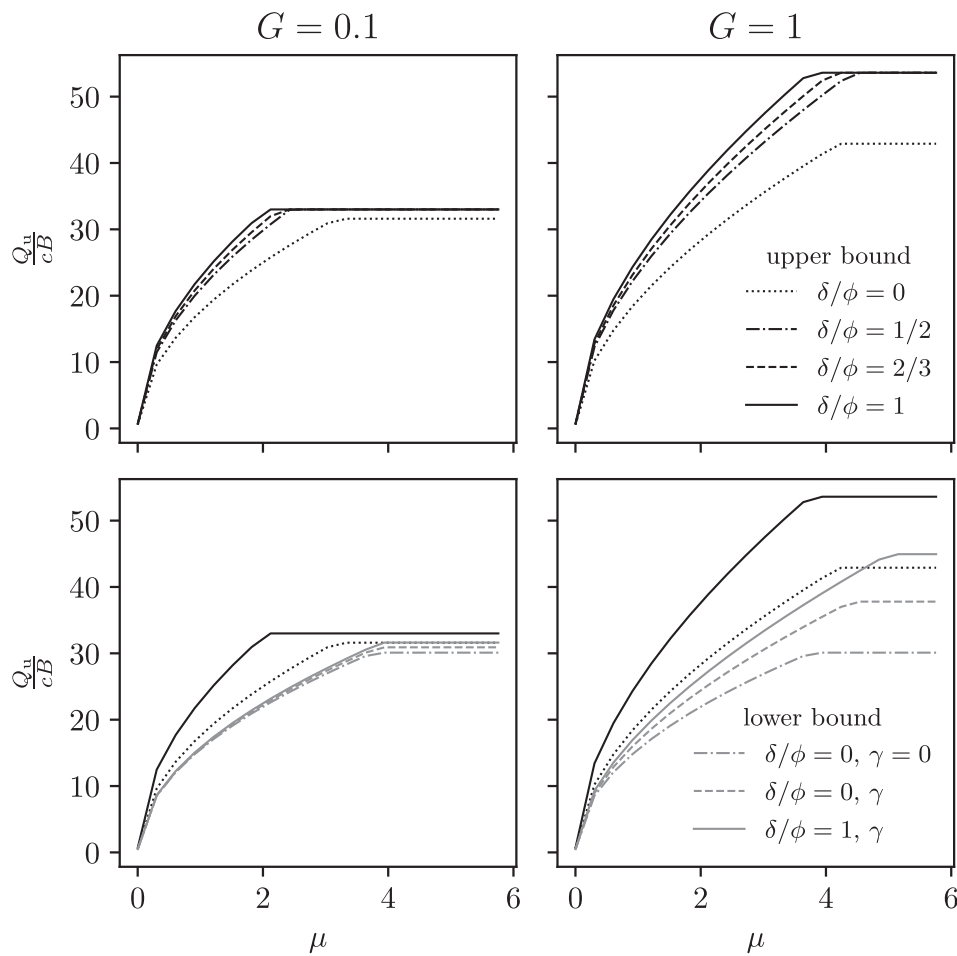 G = 0.1
G = 1
50
40
30
20
10
0
Q_u/cB
upper bound
δ/ϕ = 0
δ/ϕ = 1/2
δ/ϕ = 2/3
δ/ϕ = 1
50
40
30
20
10
0
Q_u/cB
lower bound
δ/ϕ = 0, γ = 0
δ/ϕ = 0, γ
δ/ϕ = 1, γ
0 2 4 6
0 2 4 6
μ
μ